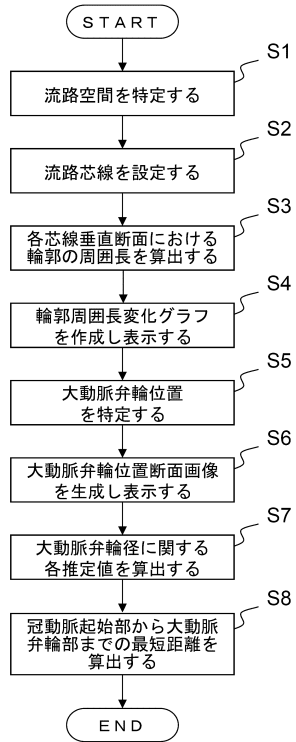 START
S1
流路空間を特定する
S2
流路芯線を設定する
S3
各芯線垂直断面における
輪郭の周囲長を算出する
S4
輪郭周囲長変化グラフ
を作成し表示する
S5
大動脈弁輪位置
を特定する
S6
大動脈弁輪位置断面画像
を生成し表示する
S7
大動脈弁輪径に関する
各推定値を算出する
S8
冠動脈起始部から大動脈
弁輪部までの最短距離を
算出する
END